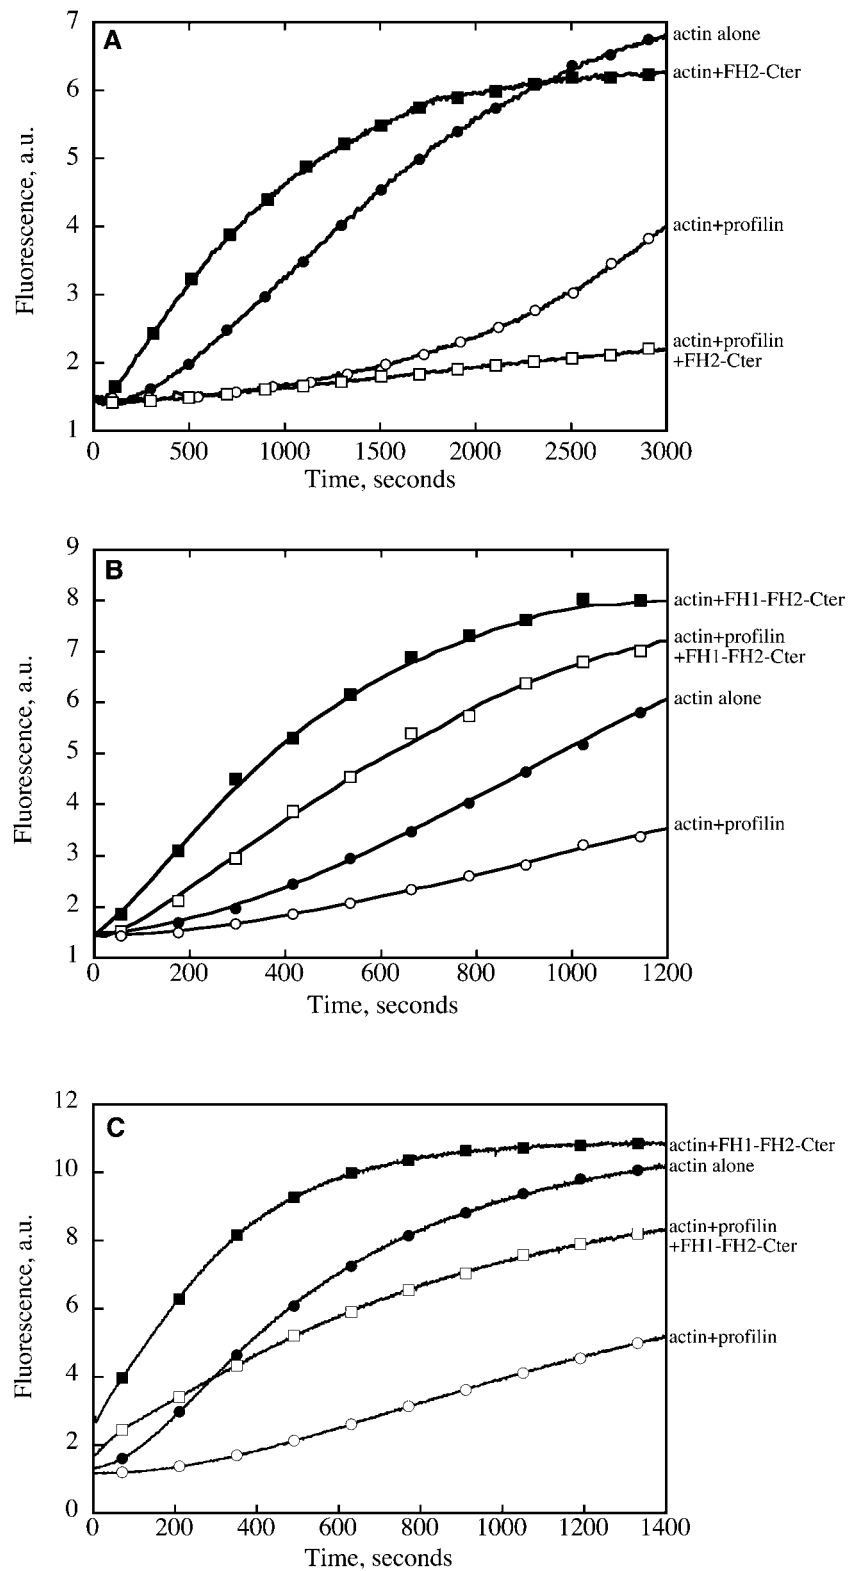 A
7
6
5
4
3
2
1
Fluorescence, a.u.
0
500
1000
1500
2000
2500
3000
Time, seconds
actin alone
actin+FH2-Cter
actin+profilin
actin+profilin
+FH2-Cter
B
9
8
7
6
5
4
3
2
1
Fluorescence, a.u.
0
200
400
600
800
1000
1200
Time, seconds
actin+FH1-FH2-Cter
actin+profilin
+FH1-FH2-Cter
actin alone
actin+profilin
C
12
10
8
6
4
2
0
Fluorescence, a.u.
0
200
400
600
800
1000
1200
1400
Time, seconds
actin+FH1-FH2-Cter
actin alone
actin+profilin
+FH1-FH2-Cter
actin+profilin